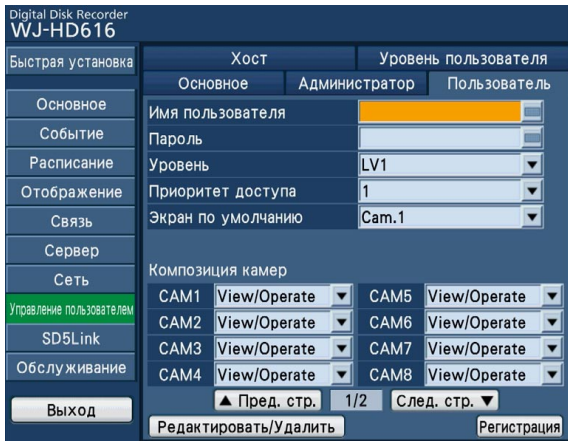 Digital Disk Recorder
WJ-HD616
Быстрая установка
Основное
Событие
Расписание
Отображение
Связь
Сервер
Сеть
Управление пользователем
SD5Link
Обслуживание
Выход
Хост Уровень пользователя
Основное Администратор Пользователь
Имя пользователя
Пароль
Уровень LV1
Приоритет доступа 1
Экран по умолчанию Cam.1
Композиция камер
CAM1 View/Operate CAM5 View/Operate
CAM2 View/Operate CAM6 View/Operate
CAM3 View/Operate CAM7 View/Operate
CAM4 View/Operate CAM8 View/Operate
▲ Пред. стр. 1/2 След. стр. ▼
Редактировать/Удалить Регистрация